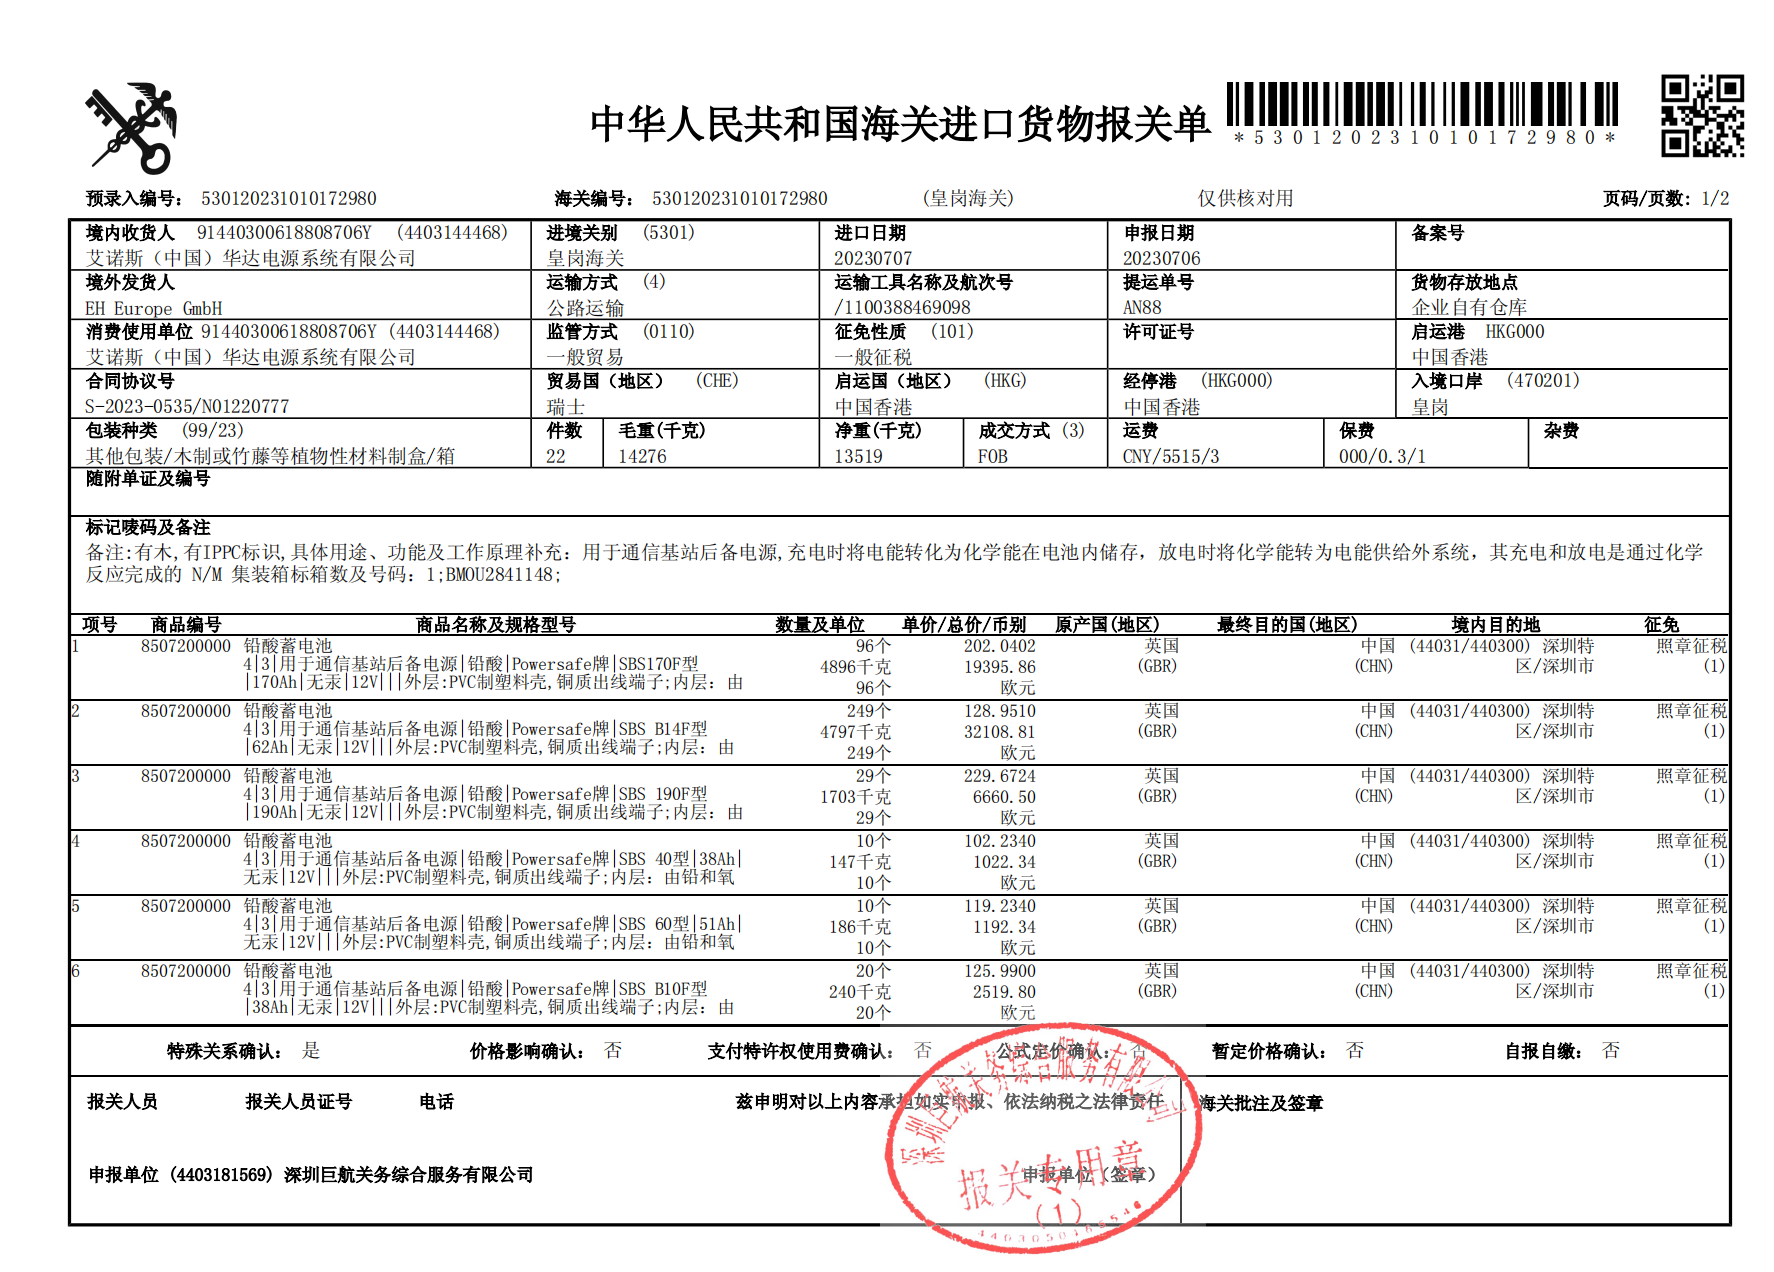 中华人民共和国海关进口货物报关单
*530120231010172980*
预录入编号： 530120231010172980 海关编号： 530120231010172980 (皇岗海关) 仅供核对用 页码/页数: 1/2
境内收货人 91440300618808706Y (4403144468) 进境关别 (5301) 进口日期 申报日期 备案号
艾诺斯（中国）华达电源系统有限公司 皇岗海关 20230707 20230706
境外发货人 运输方式 (4) 运输工具名称及航次号 提运单号 货物存放地点
EH Europe GmbH 公路运输 /1100388469098 AN88 企业自有仓库
消费使用单位 91440300618808706Y (4403144468) 监管方式 (0110) 征免性质 (101) 许可证号 启运港 HKG000
艾诺斯（中国）华达电源系统有限公司 一般贸易 一般征税 中国香港
合同协议号 贸易国（地区） (CHE) 启运国（地区） (HKG) 经停港 (HKG000) 入境口岸 (470201)
S-2023-0535/N01220777 瑞士 中国香港 中国香港 皇岗
包装种类 (99/23) 件数 毛重(千克) 净重(千克) 成交方式 (3) 运费 保费 杂费
其他包装/木制或竹藤等植物性材料制盒/箱 22 14276 13519 FOB CNY/5515/3 000/0.3/1
随附单证及编号
标记唛码及备注
备注:有木,有IPPC标识,具体用途、功能及工作原理补充：用于通信基站后备电源,充电时将电能转化为化学能在电池内储存，放电时将化学能转为电能供给外系统，其充电和放电是通过化学
反应完成的 N/M 集装箱标箱数及号码：1;BMOU2841148;
项号 商品编号 商品名称及规格型号 数量及单位 单价/总价/币别 原产国(地区) 最终目的国(地区) 境内目的地 征免
1 8507200000 铅酸蓄电池 96个 202.0402 英国 中国 (44031/440300) 深圳特 照章征税
4|3|用于通信基站后备电源|铅酸|Powersafe牌|SBS170F型 4896千克 19395.86 (GBR) (CHN) 区/深圳市 (1)
|170Ah|无汞|12V|||外层:PVC制塑料壳,铜质出线端子;内层：由 96个 欧元
2 8507200000 铅酸蓄电池 249个 128.9510 英国 中国 (44031/440300) 深圳特 照章征税
4|3|用于通信基站后备电源|铅酸|Powersafe牌|SBS B14F型 4797千克 32108.81 (GBR) (CHN) 区/深圳市 (1)
|62Ah|无汞|12V|||外层:PVC制塑料壳,铜质出线端子;内层：由 249个 欧元
3 8507200000 铅酸蓄电池 29个 229.6724 英国 中国 (44031/440300) 深圳特 照章征税
4|3|用于通信基站后备电源|铅酸|Powersafe牌|SBS 190F型 1703千克 6660.50 (GBR) (CHN) 区/深圳市 (1)
|190Ah|无汞|12V|||外层:PVC制塑料壳,铜质出线端子;内层：由 29个 欧元
4 8507200000 铅酸蓄电池 10个 102.2340 英国 中国 (44031/440300) 深圳特 照章征税
4|3|用于通信基站后备电源|铅酸|Powersafe牌|SBS 40型|38Ah| 147千克 1022.34 (GBR) (CHN) 区/深圳市 (1)
无汞|12V|||外层:PVC制塑料壳,铜质出线端子;内层：由铅和氧 10个 欧元
5 8507200000 铅酸蓄电池 10个 119.2340 英国 中国 (44031/440300) 深圳特 照章征税
4|3|用于通信基站后备电源|铅酸|Powersafe牌|SBS 60型|51Ah| 186千克 1192.34 (GBR) (CHN) 区/深圳市 (1)
无汞|12V|||外层:PVC制塑料壳,铜质出线端子;内层：由铅和氧 10个 欧元
6 8507200000 铅酸蓄电池 20个 125.9900 英国 中国 (44031/440300) 深圳特 照章征税
4|3|用于通信基站后备电源|铅酸|Powersafe牌|SBS B10F型 240千克 2519.80 (GBR) (CHN) 区/深圳市 (1)
|38Ah|无汞|12V|||外层:PVC制塑料壳,铜质出线端子;内层：由 20个 欧元
特殊关系确认： 是 价格影响确认： 否 支付特许权使用费确认： 否 公式定价确认： 否 暂定价格确认： 否 自报自缴： 否
报关人员 报关人员证号 电话 兹申明对以上内容承担如实申报、依法纳税之法律责任 海关批注及签章
申报单位 (4403181569) 深圳巨航关务综合服务有限公司 申报单位（签章）
深圳巨航关务综合服务有限公司
报关专用章
(1)